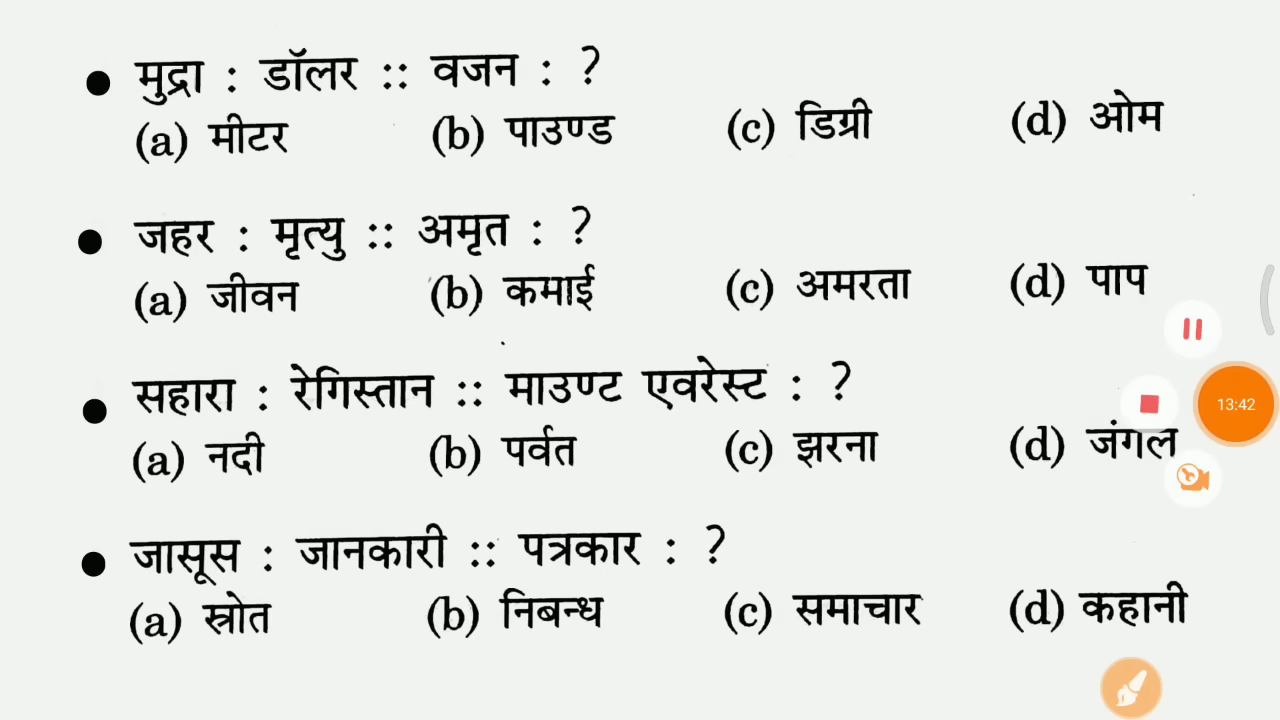 ● मुद्रा : डॉलर :: वजन : ?
(a) मीटर (b) पाउण्ड (c) डिग्री (d) ओम
● जहर : मृत्यु :: अमृत : ?
(a) जीवन (b) कमाई (c) अमरता (d) पाप
● सहारा : रेगिस्तान :: माउण्ट एवरेस्ट : ?
13:42
(a) नदी (b) पर्वत (c) झरना (d) जंगल
● जासूस : जानकारी :: पत्रकार : ?
(a) स्रोत (b) निबन्ध (c) समाचार (d) कहानी